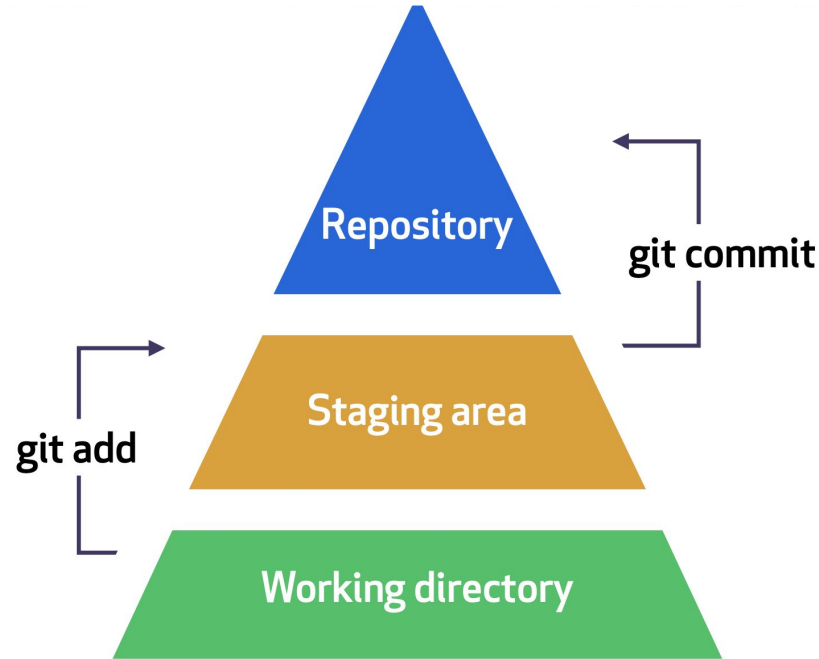 Repository
git commit
Staging area
git add
Working directory